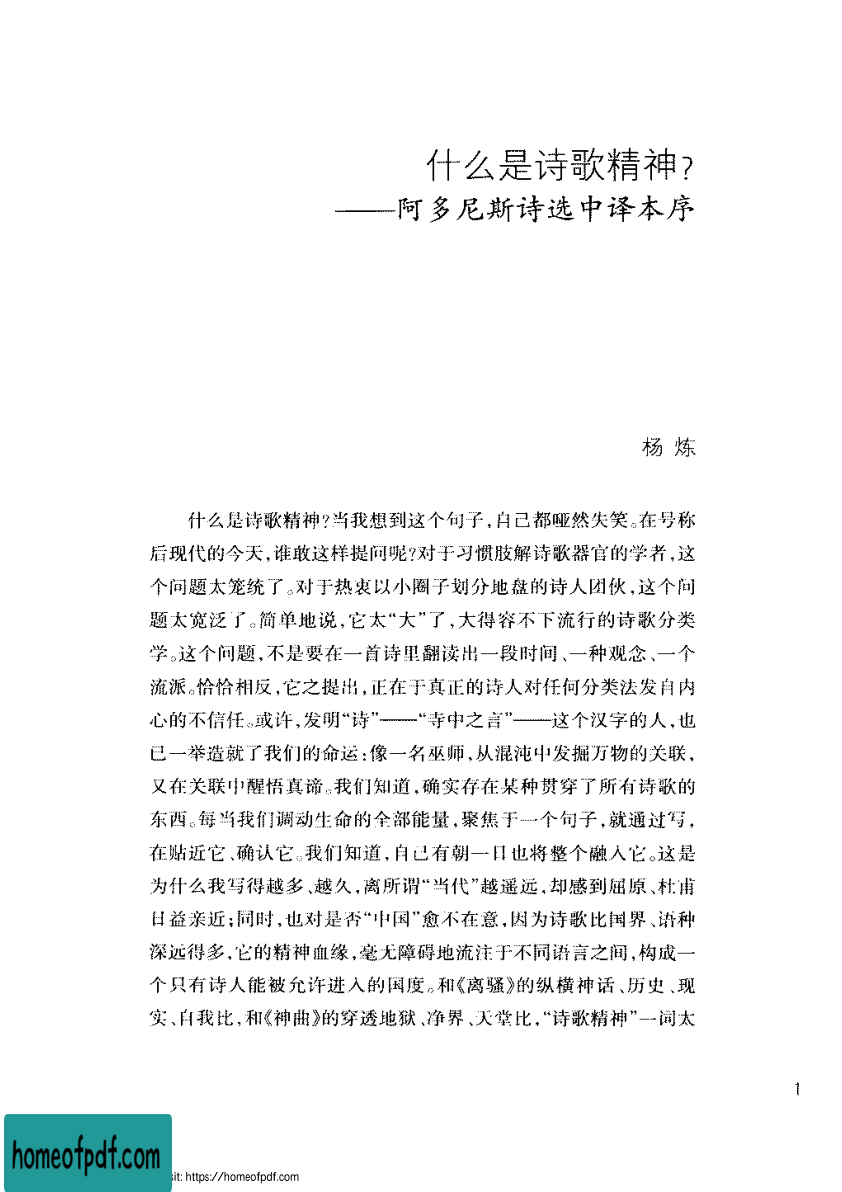 什么是诗歌精神?
——阿多尼斯诗选中译本序
杨 炼
什么是诗歌精神?当我想到这个句子,自己都哑然失笑。在号称
后现代的今天,谁敢这样提问呢?对于习惯肢解诗歌器官的学者,这
个问题太笼统了。对于热衷以小圈子划分地盘的诗人团伙,这个问
题太宽泛了。简单地说,它太“大”了,大得容不下流行的诗歌分类
学。这个问题,不是要在一首诗里翻读出一段时间、一种观念、一个
流派。恰恰相反,它之提出,正在于真正的诗人对任何分类法发自内
心的不信任。或许,发明“诗”——“寺中之言”——这个汉字的人,也
已一举造就了我们的命运:像一名巫师,从混沌中发掘万物的关联,
又在关联中醒悟真谛。我们知道,确实存在某种贯穿了所有诗歌的
东西。每当我们调动生命的全部能量,聚焦于一个句子,就通过写,
在贴近它、确认它。我们知道,自己有朝一日也将整个融入它。这是
为什么我写得越多、越久,离所谓“当代”越遥远,却感到屈原、杜甫
日益亲近;同时,也对是否“中国”愈不在意,因为诗歌比国界、语种
深远得多,它的精神血缘,毫无障碍地流注于不同语言之间,构成一
个只有诗人能被允许进入的国度。和《离骚》的纵横神话、历史、现
实、自我比,和《神曲》的穿透地狱、净界、天堂比,“诗歌精神”一词太
1
homeofpdf.com
sit: https://homeofpdf.com